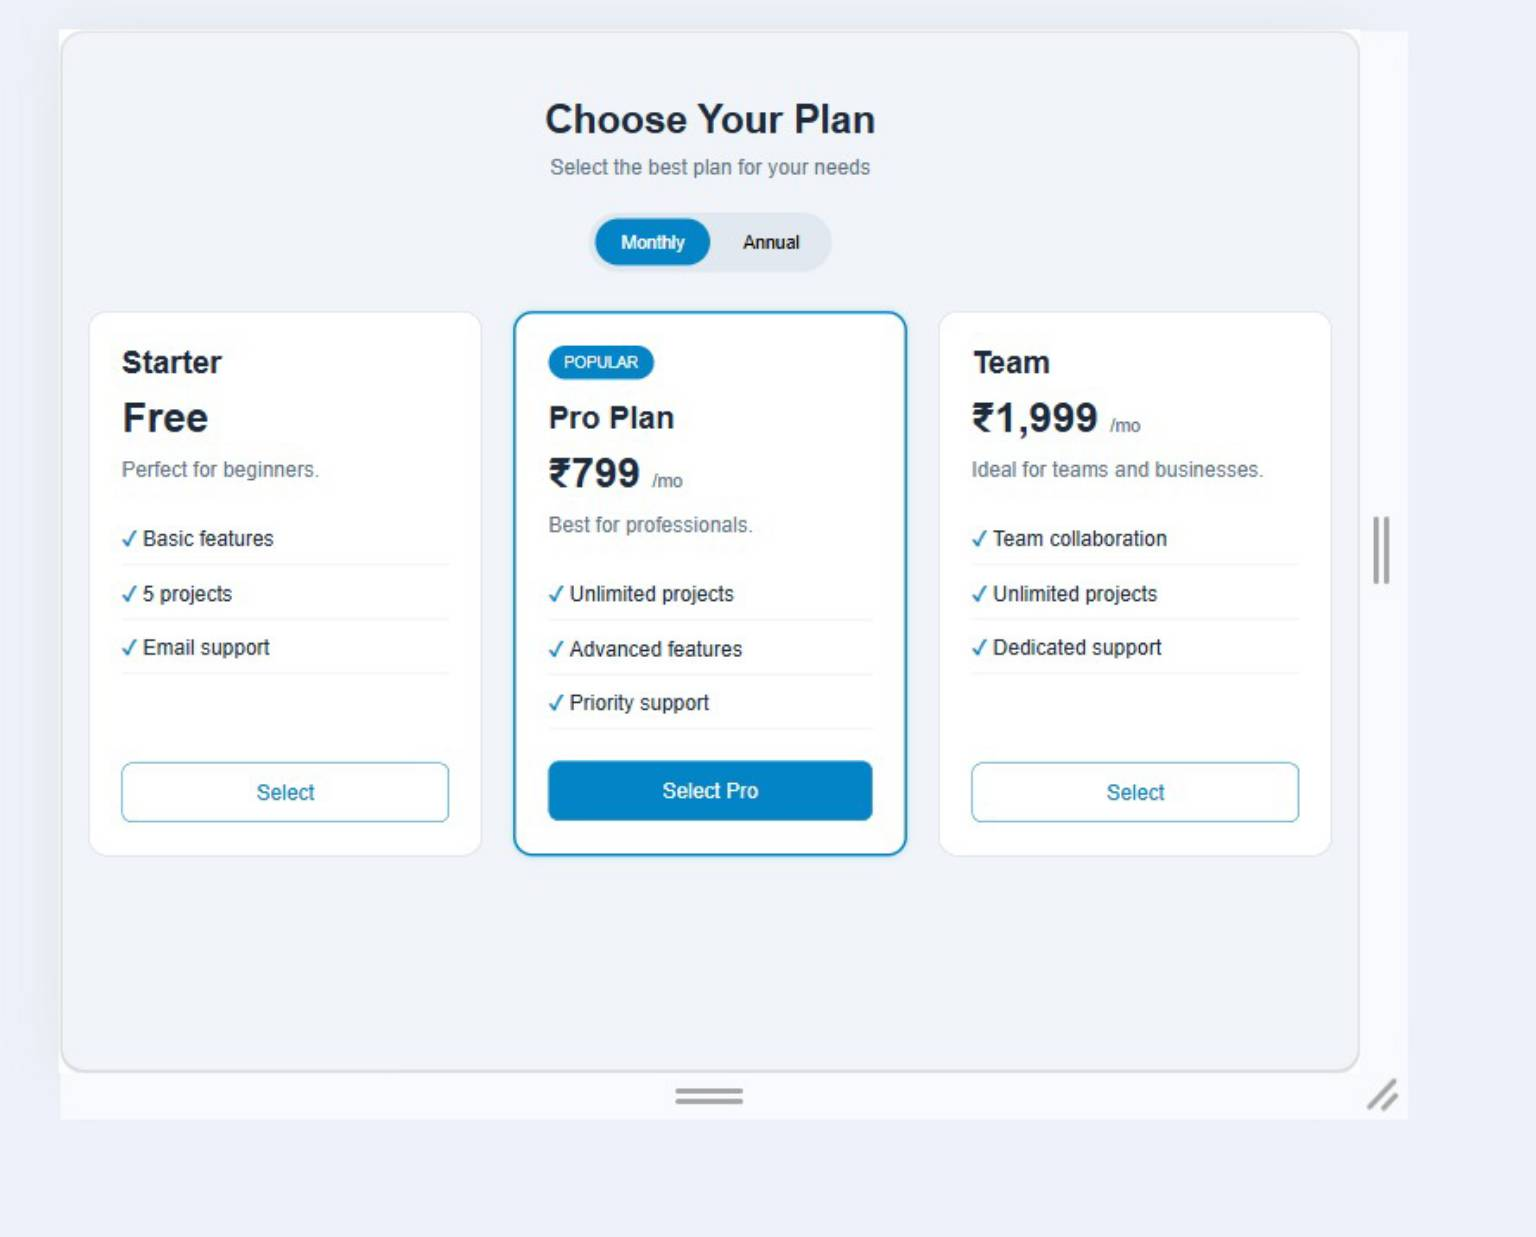 Choose Your Plan
Select the best plan for your needs
Monthly Annual
Starter
Free
Perfect for beginners.
✓ Basic features
✓ 5 projects
✓ Email support
Select
POPULAR
Pro Plan
₹799 /mo
Best for professionals.
✓ Unlimited projects
✓ Advanced features
✓ Priority support
Select Pro
Team
₹1,999 /mo
Ideal for teams and businesses.
✓ Team collaboration
✓ Unlimited projects
✓ Dedicated support
Select